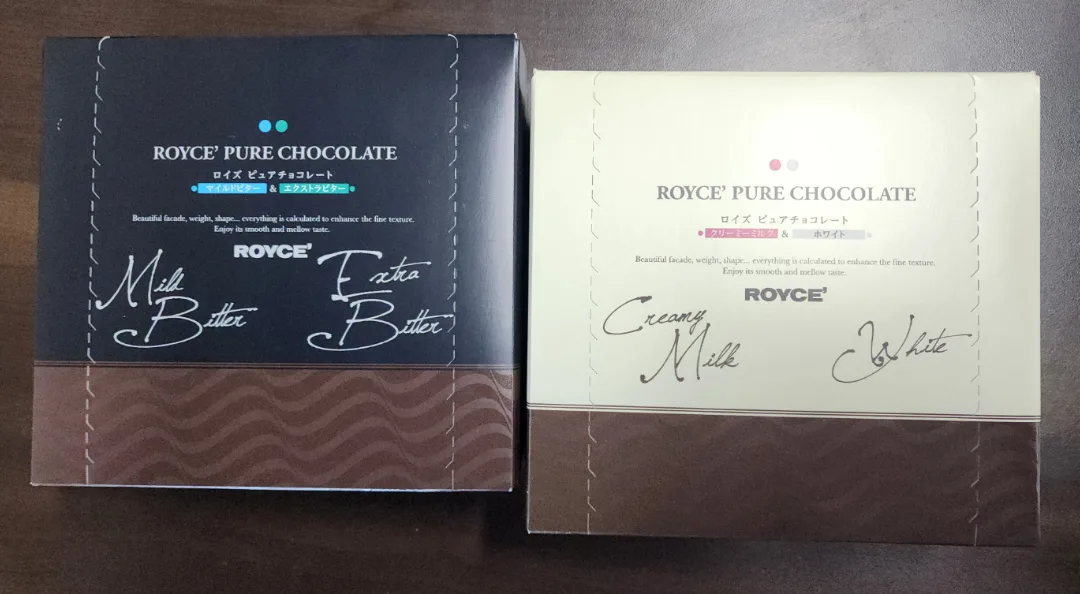 ROYCE' PURE CHOCOLATE
ロイズ ピュアチョコレート
マイルドビター & エクストラビター
Beautiful facade, weight, shape... everything is calculated to enhance the fine texture.
Enjoy its smooth and mellow taste.
ROYCE'
Mild
Bitter
Extra
Bitter
ROYCE' PURE CHOCOLATE
ロイズ ピュアチョコレート
クリーミーミルク & ホワイト
Beautiful facade, weight, shape... everything is calculated to enhance the fine texture.
Enjoy its smooth and mellow taste.
ROYCE'
Creamy
Milk
White